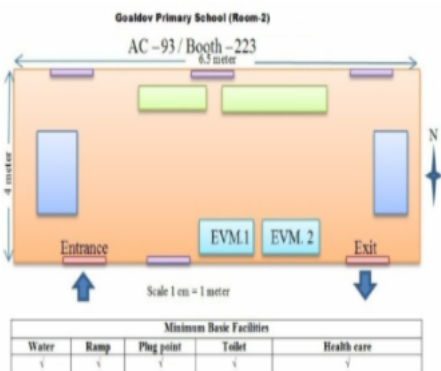 Goaldov Primary School (Room-2)
AC – 93 / Booth – 223
6.5 meter
4 meter
N
EVM.1 EVM. 2
Entrance Exit
Scale 1 cm = 1 meter
Minimum Basic Facilities
Water Ramp Plug point Toilet Health care
√ √ √ √ √